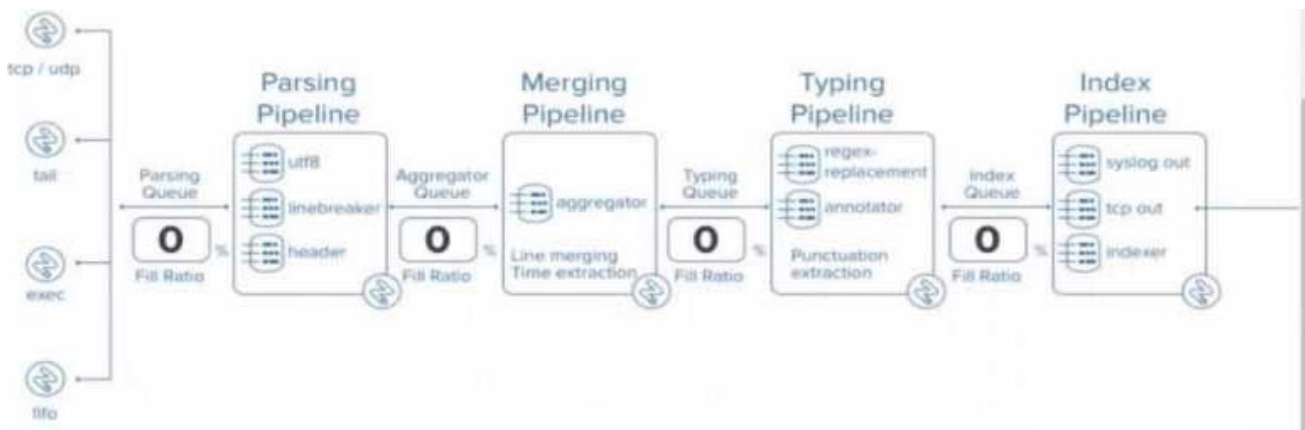 tcp / udp
tail
exec
fifo
Parsing
Queue
0 %
Fill Ratio
Parsing
Pipeline
utf8
linebreaker
header
Aggregator
Queue
0 %
Fill Ratio
Merging
Pipeline
aggregator
Line merging
Time extraction
Typing
Queue
0 %
Fill Ratio
Typing
Pipeline
regex-
replacement
annotator
Punctuation
extraction
Index
Queue
0 %
Fill Ratio
Index
Pipeline
syslog out
tcp out
indexer